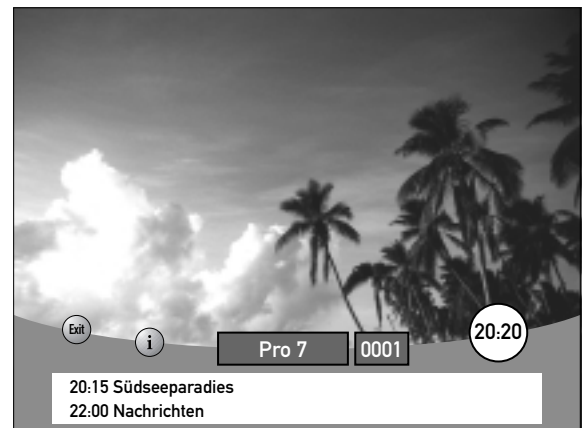 Exit
i
Pro 7 0001
20:20
20:15 Südseeparadies
22:00 Nachrichten